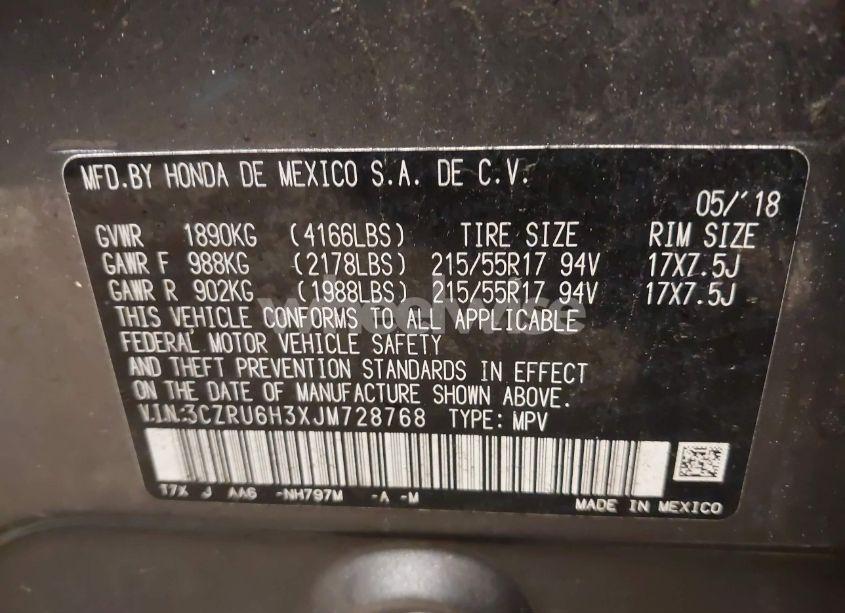 MFD.BY HONDA DE MEXICO S.A. DE C.V.
05/'18
GVWR 1890KG (4166LBS) TIRE SIZE RIM SIZE
GAWR F 988KG (2178LBS) 215/55R17 94V 17X7.5J
GAWR R 902KG (1988LBS) 215/55R17 94V 17X7.5J
THIS VEHICLE CONFORMS TO ALL APPLICABLE
FEDERAL MOTOR VEHICLE SAFETY
AND THEFT PREVENTION STANDARDS IN EFFECT
ON THE DATE OF MANUFACTURE SHOWN ABOVE.
V.I.N:3CZRU6H3XJM728768 TYPE: MPV
T7X J AA6 -NH797M -A -M
MADE IN MEXICO